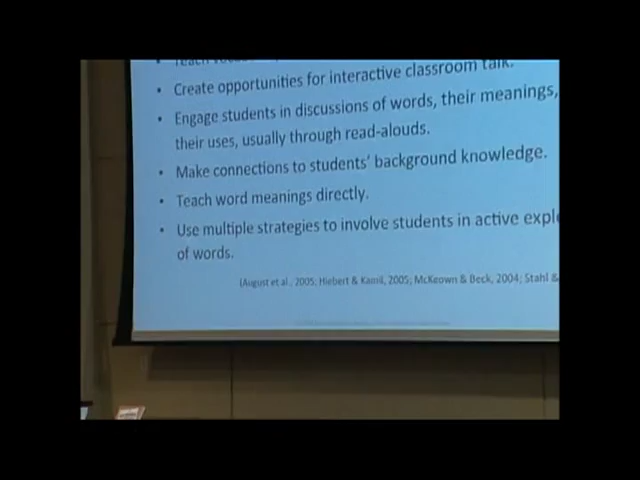 • Teach
• Create opportunities for interactive classroom talk.
• Engage students in discussions of words, their meanings,
their uses, usually through read-alouds.
• Make connections to students’ background knowledge.
• Teach word meanings directly.
• Use multiple strategies to involve students in active
of words.
(August et al., 2005; Hiebert & Kamil, 2005; McKeown & Beck, 2004; Stahl &